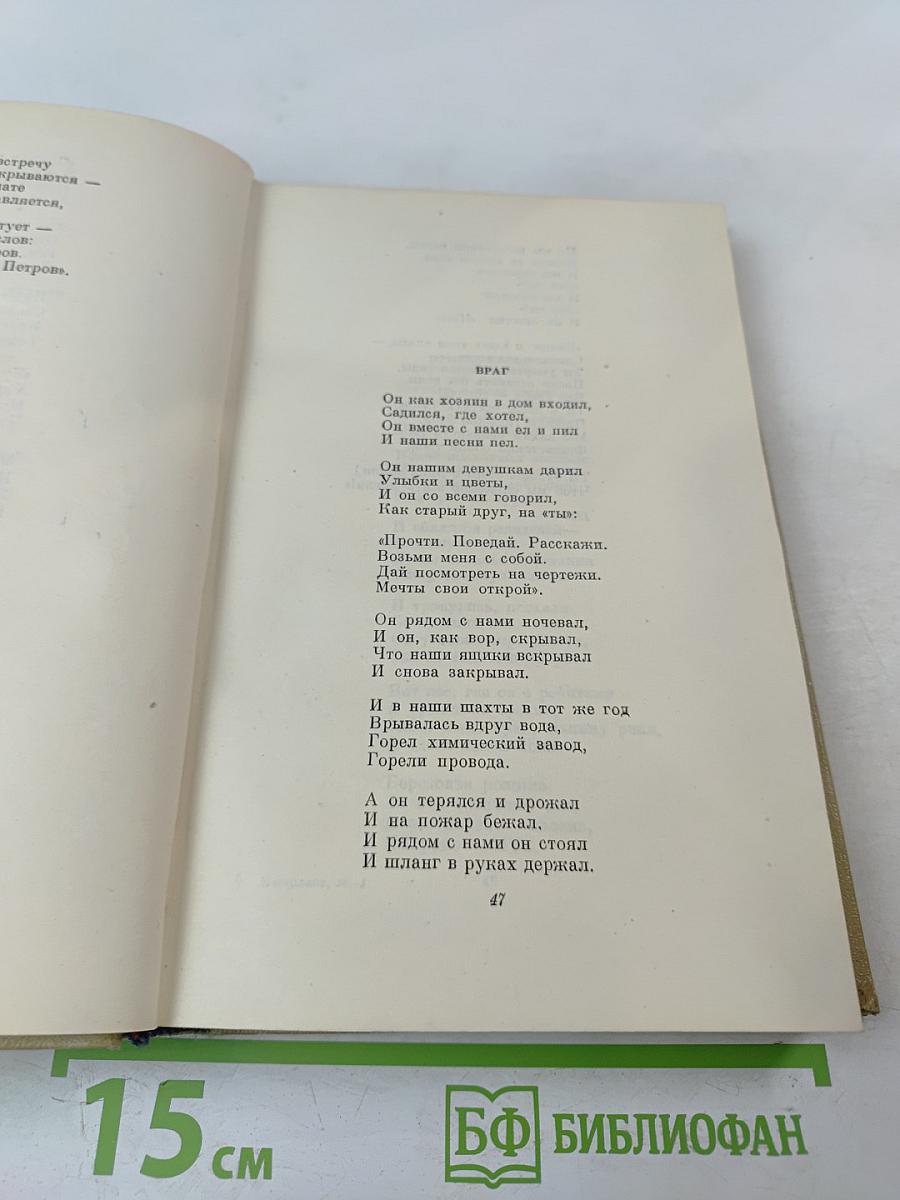 встречу
крываются —
нате
вляется,
тует —
слов:
ров.
Петров».
ВРАГ
Он как хозяин в дом входил,
Садился, где хотел,
Он вместе с нами ел и пил
И наши песни пел.
Он нашим девушкам дарил
Улыбки и цветы,
И он со всеми говорил,
Как старый друг, на «ты»:
«Прочти. Поведай. Расскажи.
Возьми меня с собой.
Дай посмотреть на чертежи.
Мечты свои открой».
Он рядом с нами ночевал,
И он, как вор, скрывал,
Что наши ящики вскрывал
И снова закрывал.
И в наши шахты в тот же год
Врывалась вдруг вода,
Горел химический завод,
Горели провода.
А он терялся и дрожал
И на пожар бежал,
И рядом с нами он стоял
И шланг в руках держал.
47
15 см
БФ БИБЛИОФАН